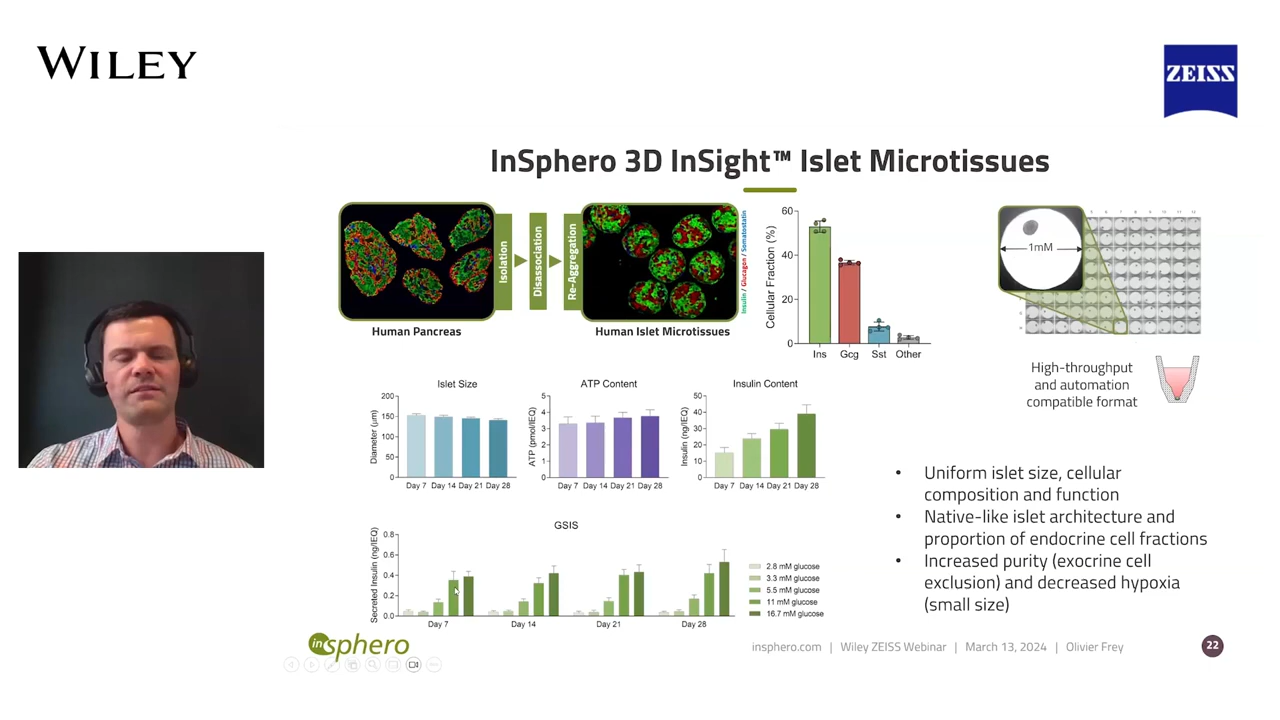 WILEY
ZEISS
InSphero 3D InSight™ Islet Microtissues
Isolation
Disassociation
Re-Aggregation
Insulin / Glucagon / Somatostatin
Human Pancreas
Human Islet Microtissues
Cellular Fraction (%)
60
40
20
0
Ins Gcg Sst Other
1mM
High-throughput
and automation
compatible format
Islet Size
Diameter (μm)
200
150
100
50
0
Day 7 Day 14 Day 21 Day 28
ATP Content
ATP (pmol/IEQ)
5
4
3
2
1
0
Day 7 Day 14 Day 21 Day 28
Insulin Content
Insulin (ng/IEQ)
50
40
30
20
10
0
Day 7 Day 14 Day 21 Day 28
• Uniform islet size, cellular
composition and function
• Native-like islet architecture and
proportion of endocrine cell fractions
• Increased purity (exocrine cell
exclusion) and decreased hypoxia
(small size)
GSIS
Secreted Insulin (ng/IEQ)
0.8
0.6
0.4
0.2
0.0
Day 7 Day 14 Day 21 Day 28
2.8 mM glucose
3.3 mM glucose
5.5 mM glucose
11 mM glucose
16.7 mM glucose
insphero
insphero.com | Wiley ZEISS Webinar | March 13, 2024 | Olivier Frey
22